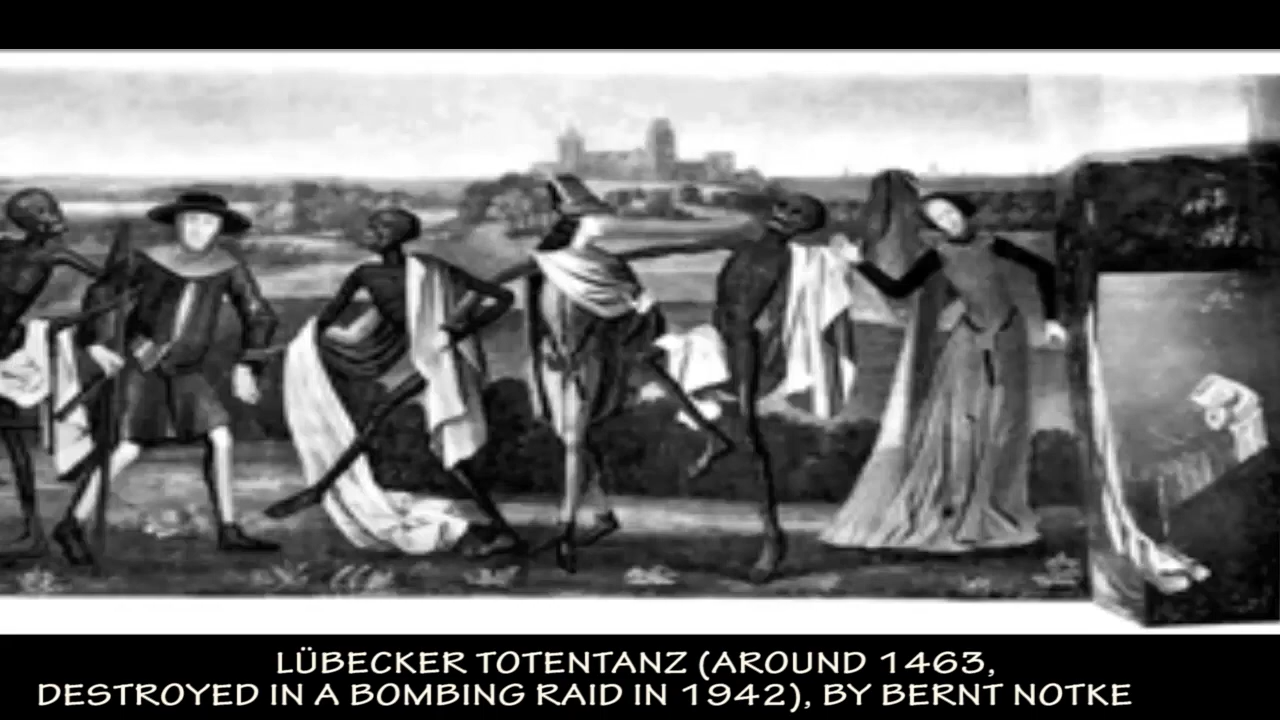 LÜBECKER TOTENTANZ (AROUND 1463,
DESTROYED IN A BOMBING RAID IN 1942), BY BERNT NOTKE